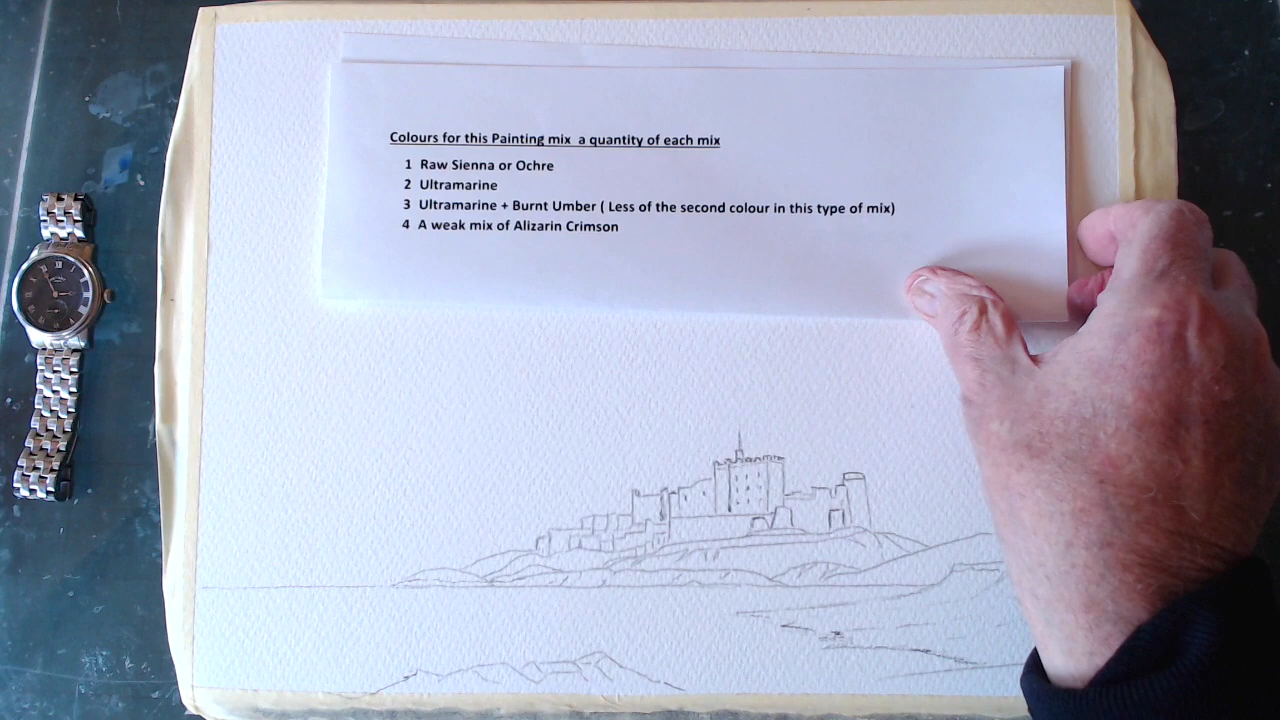 Colours for this Painting mix a quantity of each mix
1 Raw Sienna or Ochre
2 Ultramarine
3 Ultramarine + Burnt Umber ( Less of the second colour in this type of mix)
4 A weak mix of Alizarin Crimson